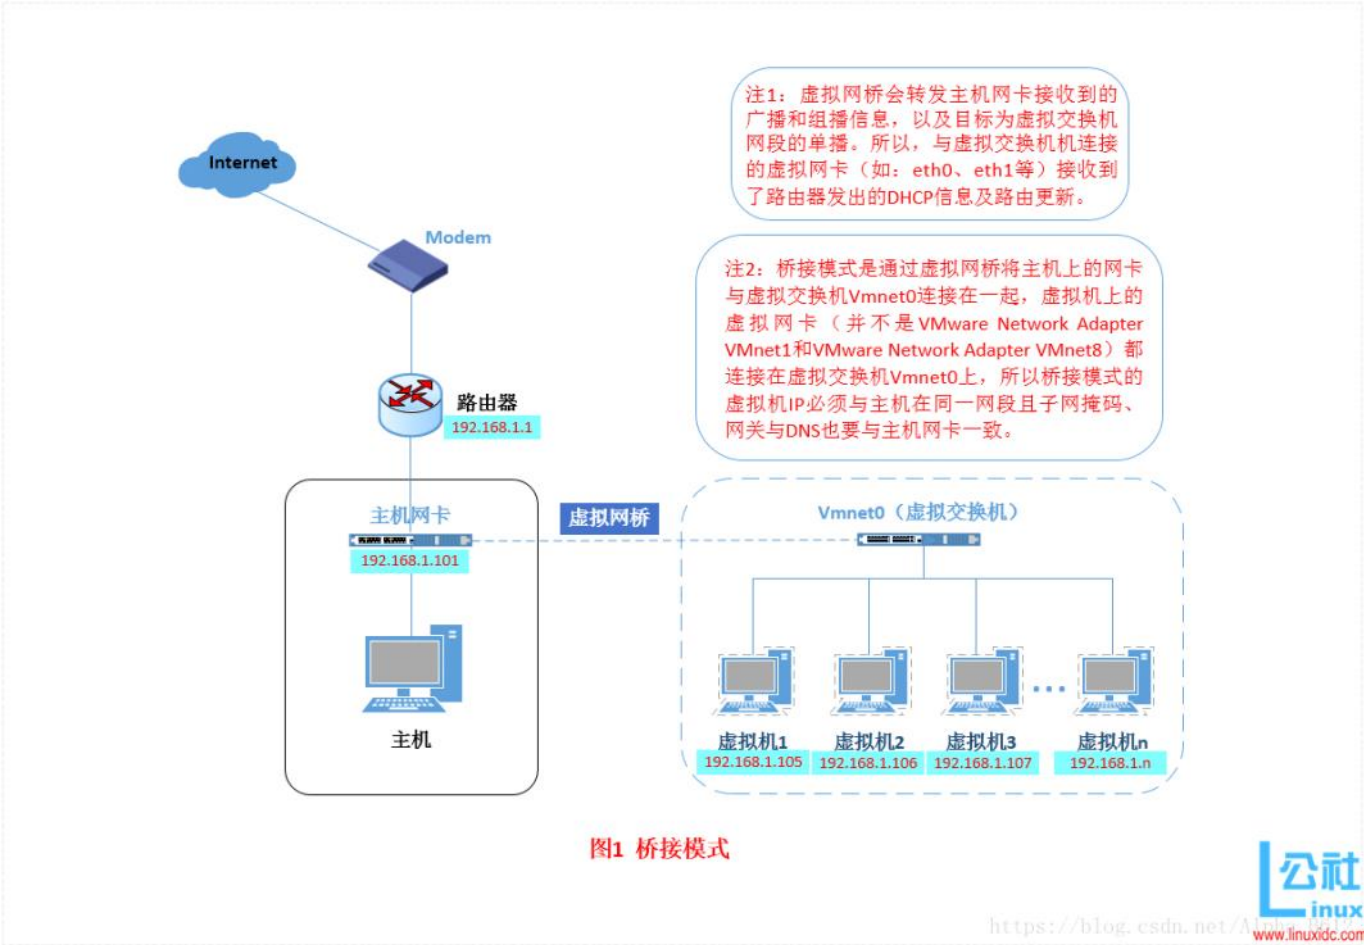 注1：虚拟网桥会转发主机网卡接收到的
广播和组播信息，以及目标为虚拟交换机
网段的单播。所以，与虚拟交换机机连接
的虚拟网卡（如：eth0、eth1等）接收到
了路由器发出的DHCP信息及路由更新。
Internet
Modem
注2：桥接模式是通过虚拟网桥将主机上的网卡
与虚拟交换机Vmnet0连接在一起，虚拟机上的
虚拟网卡（并不是VMware Network Adapter
VMnet1和VMware Network Adapter VMnet8）都
连接在虚拟交换机Vmnet0上，所以桥接模式的
虚拟机IP必须与主机在同一网段且子网掩码、
网关与DNS也要与主机网卡一致。
路由器
192.168.1.1
主机网卡
192.168.1.101
虚拟网桥
Vmnet0（虚拟交换机）
主机
虚拟机1
192.168.1.105
虚拟机2
192.168.1.106
虚拟机3
192.168.1.107
...
虚拟机n
192.168.1.n
图1 桥接模式
公社
Linux
www.linuxidc.com
https://blog.csdn.net/